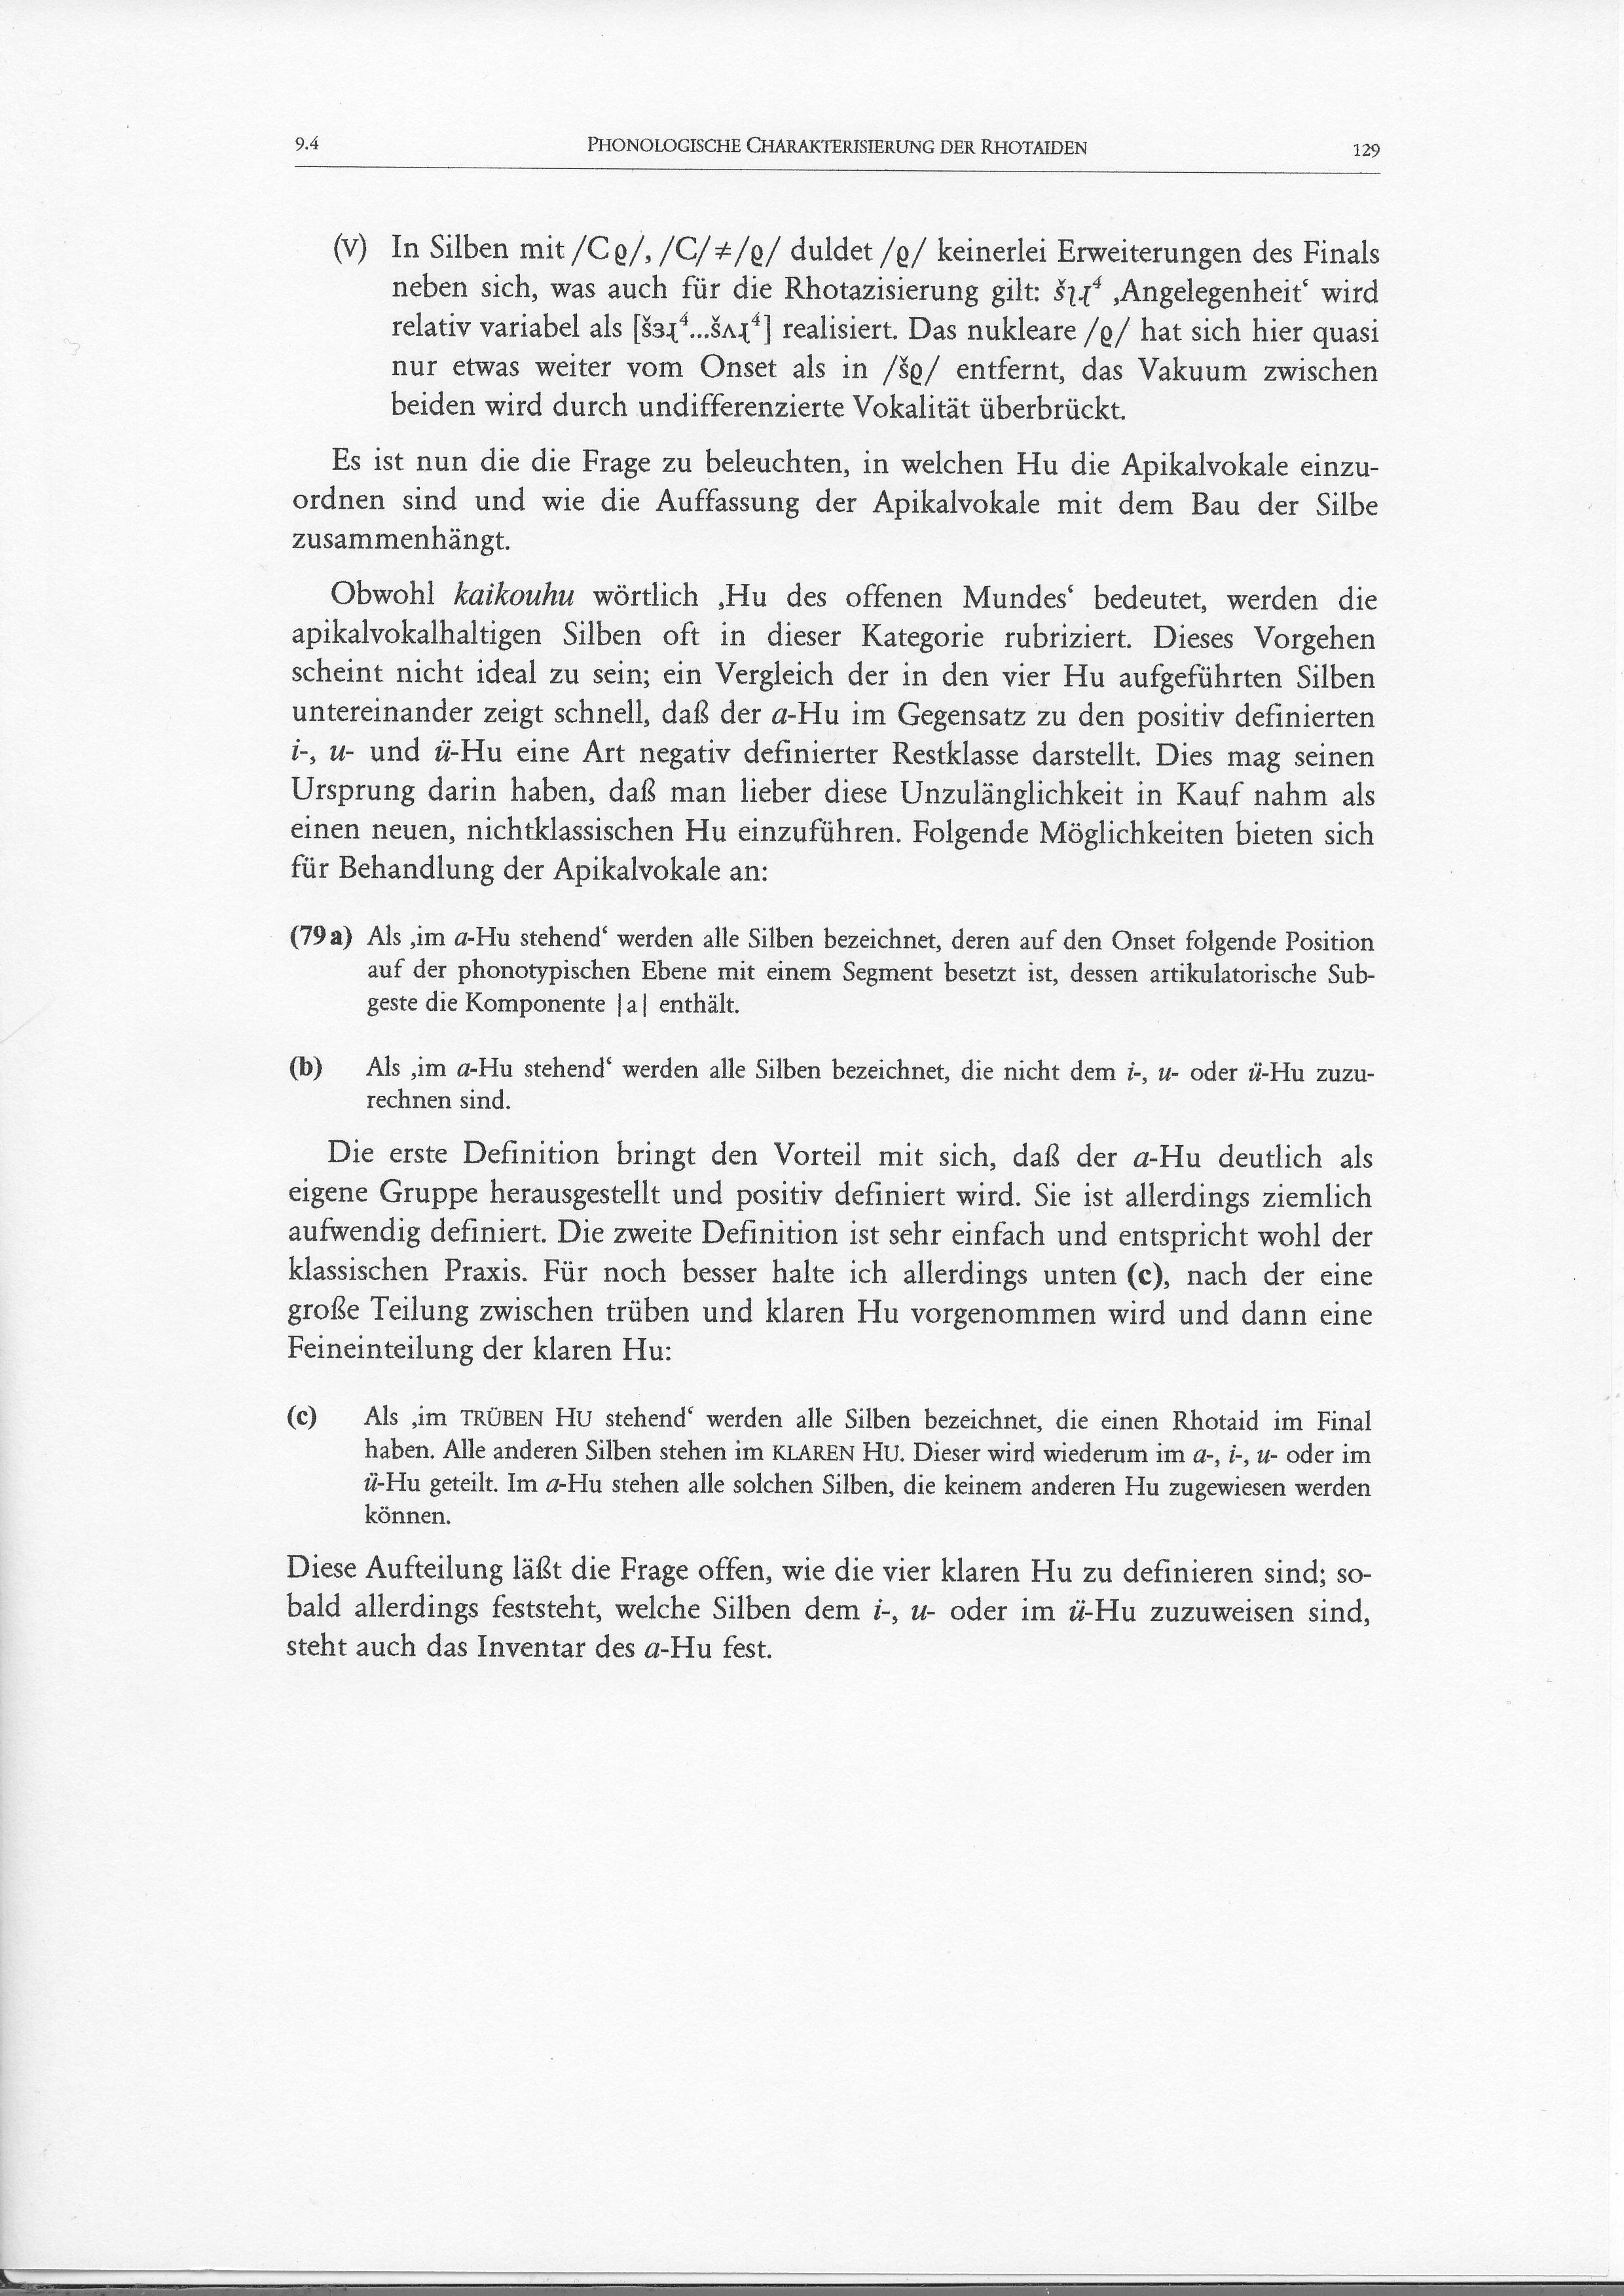 9.4
PHONOLOGISCHE CHARAKTERISIERUNG DER RHOTAIDEN
129
(v) In Silben mit /Cϱ/, /C/≠/ϱ/ duldet /ϱ/ keinerlei Erweiterungen des Finals
neben sich, was auch für die Rhotazisierung gilt: ‚Angelegenheit‘ wird
relativ variabel als realisiert. Das nukleare /ϱ/ hat sich hier quasi
nur etwas weiter vom Onset als in /šϱ/ entfernt, das Vakuum zwischen
beiden wird durch undifferenzierte Vokalität überbrückt.
Es ist nun die die Frage zu beleuchten, in welchen Hu die Apikalvokale einzu-
ordnen sind und wie die Auffassung der Apikalvokale mit dem Bau der Silbe
zusammenhängt.
Obwohl kaikouhu wörtlich ‚Hu des offenen Mundes‘ bedeutet, werden die
apikalvokalhaltigen Silben oft in dieser Kategorie rubriziert. Dieses Vorgehen
scheint nicht ideal zu sein; ein Vergleich der in den vier Hu aufgeführten Silben
untereinander zeigt schnell, daß der a-Hu im Gegensatz zu den positiv definierten
i-, u- und ü-Hu eine Art negativ definierter Restklasse darstellt. Dies mag seinen
Ursprung darin haben, daß man lieber diese Unzulänglichkeit in Kauf nahm als
einen neuen, nichtklassischen Hu einzuführen. Folgende Möglichkeiten bieten sich
für Behandlung der Apikalvokale an:
(79a) Als ‚im a-Hu stehend‘ werden alle Silben bezeichnet, deren auf den Onset folgende Position
auf der phonotypischen Ebene mit einem Segment besetzt ist, dessen artikulatorische Sub-
geste die Komponente |a| enthält.
(b) Als ‚im a-Hu stehend‘ werden alle Silben bezeichnet, die nicht dem i-, u- oder ü-Hu zuzu-
rechnen sind.
Die erste Definition bringt den Vorteil mit sich, daß der a-Hu deutlich als
eigene Gruppe herausgestellt und positiv definiert wird. Sie ist allerdings ziemlich
aufwendig definiert. Die zweite Definition ist sehr einfach und entspricht wohl der
klassischen Praxis. Für noch besser halte ich allerdings unten (c), nach der eine
große Teilung zwischen trüben und klaren Hu vorgenommen wird und dann eine
Feineinteilung der klaren Hu:
(c) Als ‚im TRÜBEN HU stehend‘ werden alle Silben bezeichnet, die einen Rhotaid im Final
haben. Alle anderen Silben stehen im KLAREN HU. Dieser wird wiederum im a-, i-, u- oder im
ü-Hu geteilt. Im a-Hu stehen alle solchen Silben, die keinem anderen Hu zugewiesen werden
können.
Diese Aufteilung läßt die Frage offen, wie die vier klaren Hu zu definieren sind; so-
bald allerdings feststeht, welche Silben dem i-, u- oder im ü-Hu zuzuweisen sind,
steht auch das Inventar des a-Hu fest.